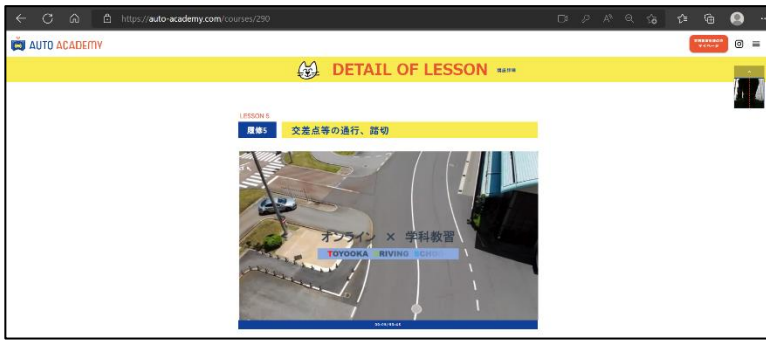 https://auto-academy.com/courses/290
AUTO ACADEMY
DETAIL OF LESSON
LESSON 5
履修5 交差点等の通行、踏切
オンライン × 学科教習
TOYOOKA DRIVING SCHOOL